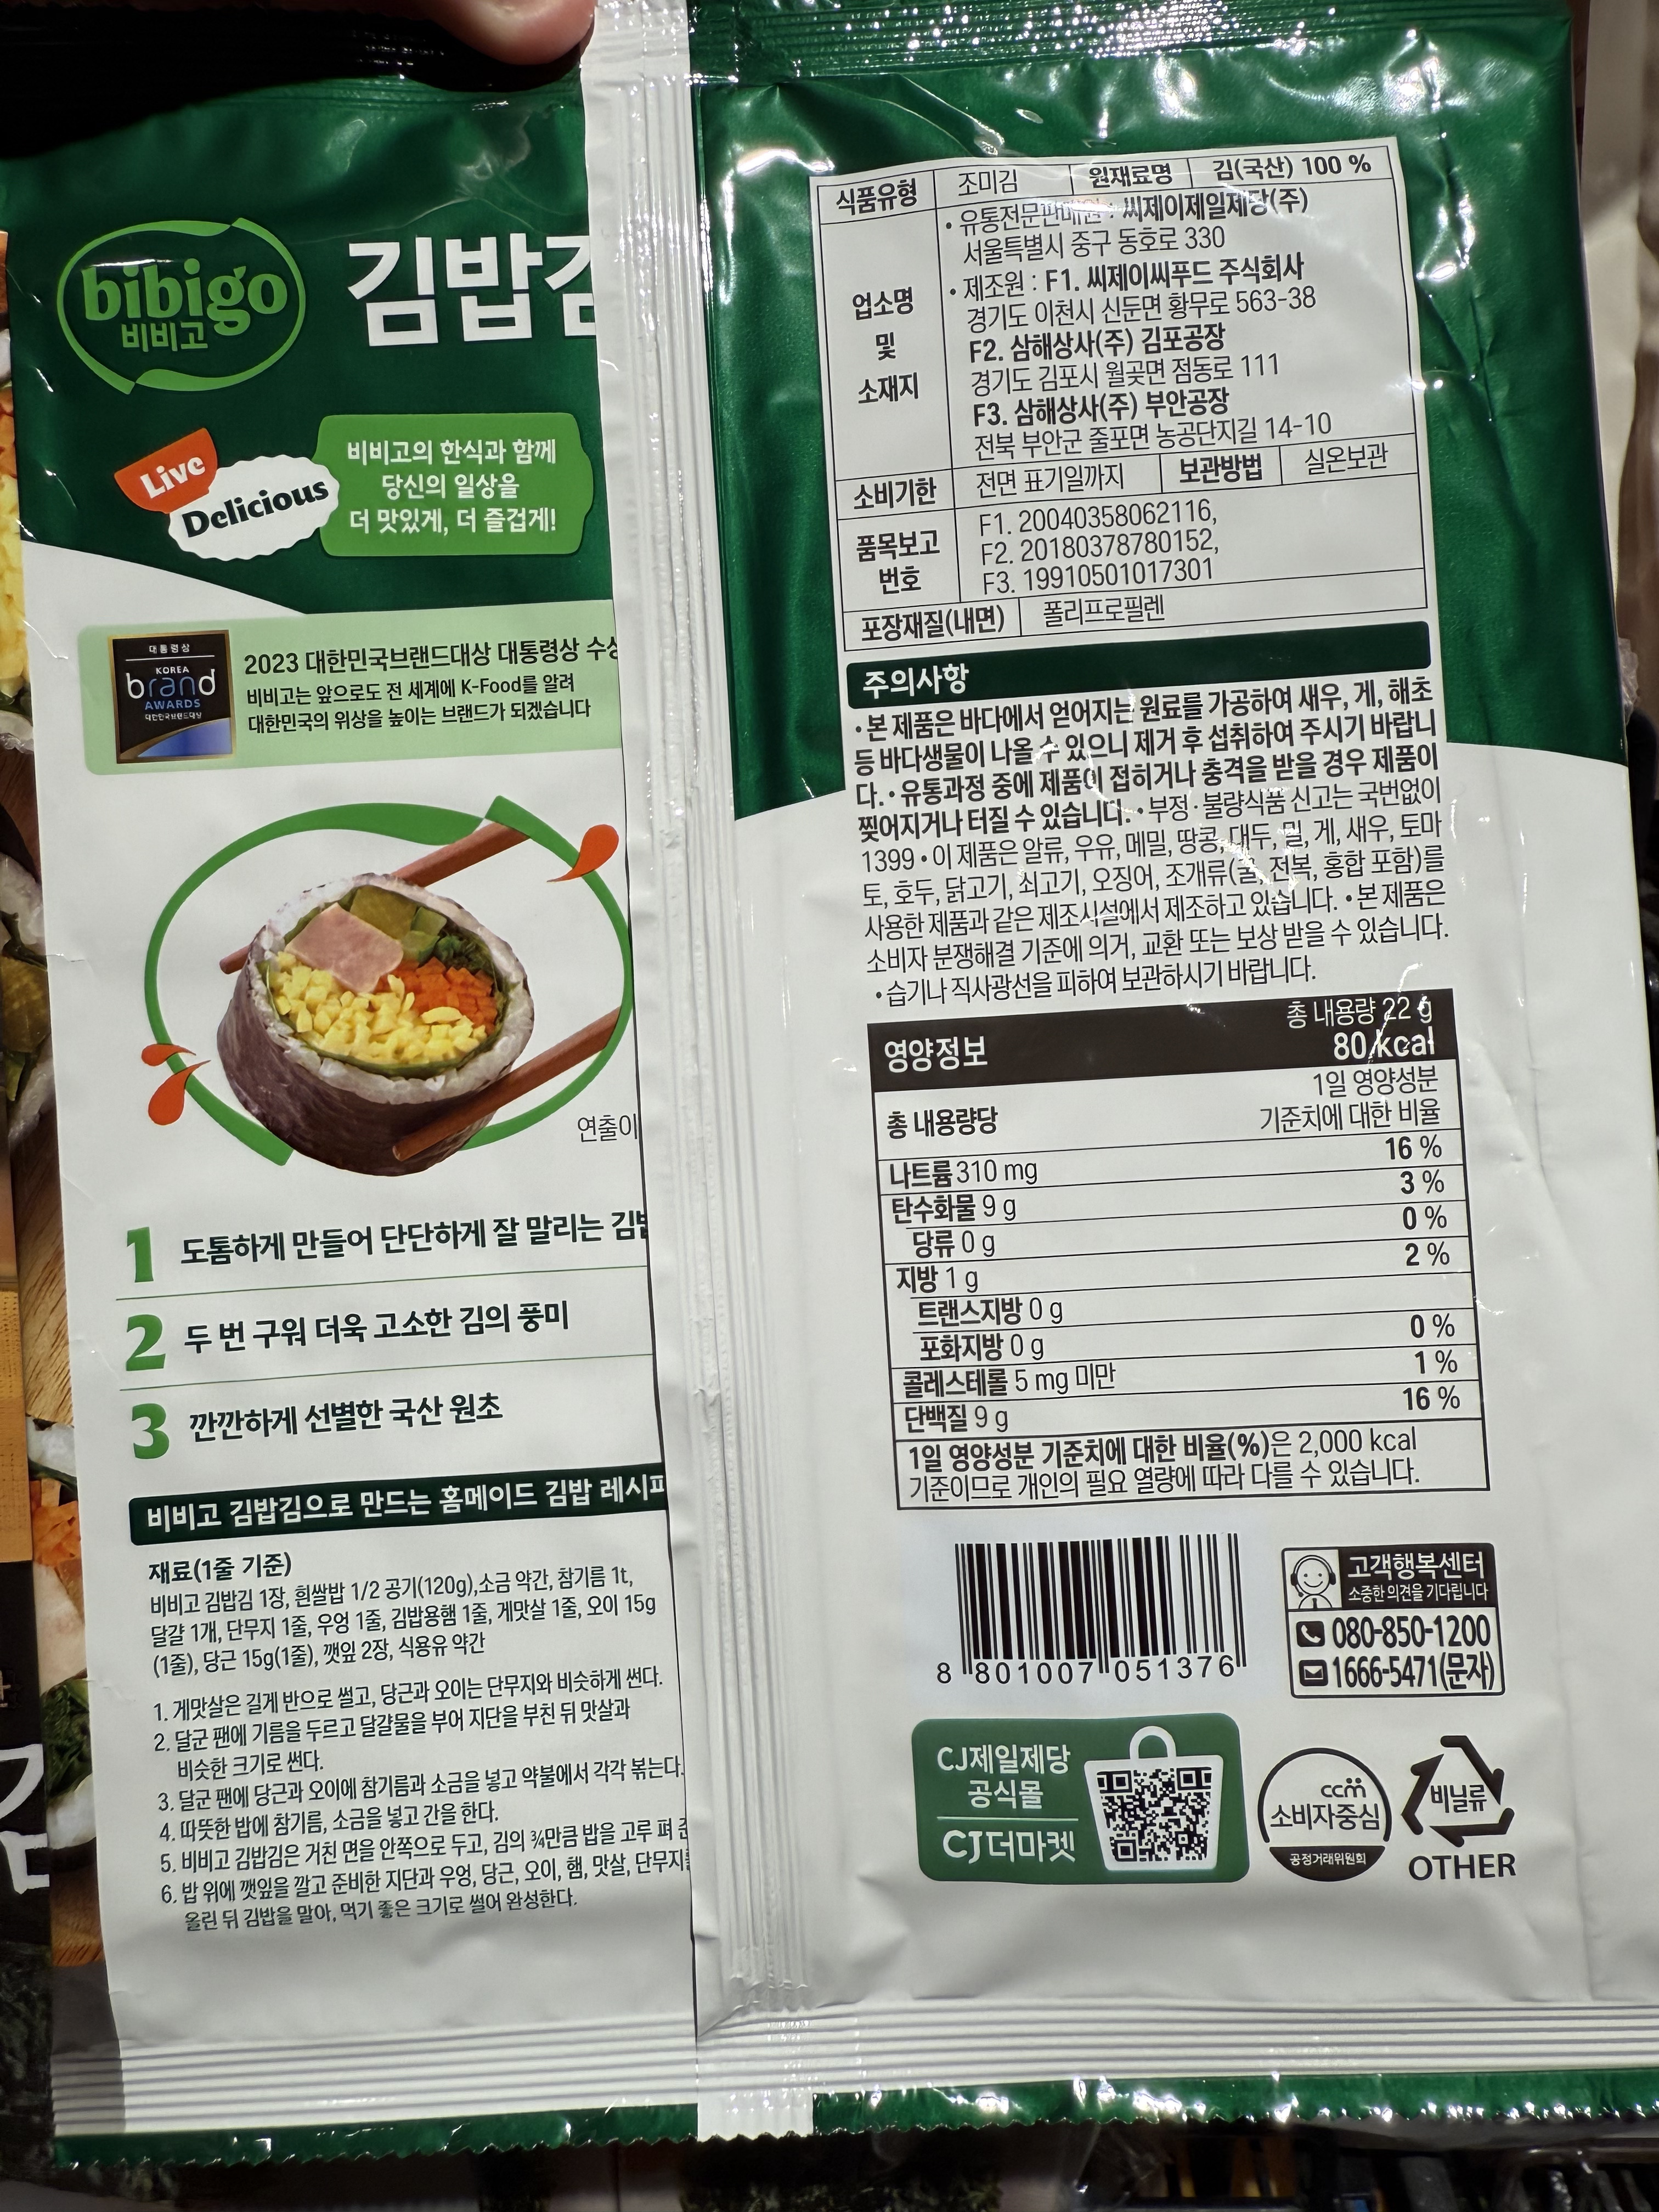 bibigo
비비고
김밥김
Live
Delicious
비비고의 한식과 함께
당신의 일상을
더 맛있게, 더 즐겁게!
대통령상
KOREA
brand
AWARDS
대한민국브랜드대상
2023 대한민국브랜드대상 대통령상 수상
비비고는 앞으로도 전 세계에 K-Food를 알려
대한민국의 위상을 높이는 브랜드가 되겠습니다
연출이
1 도톰하게 만들어 단단하게 잘 말리는 김밥
2 두 번 구워 더욱 고소한 김의 풍미
3 깐깐하게 선별한 국산 원초
비비고 김밥김으로 만드는 홈메이드 김밥 레시피
재료(1줄 기준)
비비고 김밥김 1장, 흰쌀밥 1/2 공기(120g),소금 약간, 참기름 1t,
달걀 1개, 단무지 1줄, 우엉 1줄, 김밥용햄 1줄, 게맛살 1줄, 오이 15g
(1줄), 당근 15g(1줄), 깻잎 2장, 식용유 약간
1. 게맛살은 길게 반으로 썰고, 당근과 오이는 단무지와 비슷하게 썬다.
2. 달군 팬에 기름을 두르고 달걀물을 부어 지단을 부친 뒤 맛살과
비슷한 크기로 썬다.
3. 달군 팬에 당근과 오이에 참기름과 소금을 넣고 약불에서 각각 볶는다.
4. 따뜻한 밥에 참기름, 소금을 넣고 간을 한다.
5. 비비고 김밥김은 거친 면을 안쪽으로 두고, 김의 ¾만큼 밥을 고루 펴
6. 밥 위에 깻잎을 깔고 준비한 지단과 우엉, 당근, 오이, 햄, 맛살, 단무지를
올린 뒤 김밥을 말아, 먹기 좋은 크기로 썰어 완성한다.
식품유형 조미김 원재료명 김(국산) 100 %
업소명 및 소재지
• 유통전문판매원 : 씨제이제일제당(주)
서울특별시 중구 동호로 330
• 제조원 : F1. 씨제이씨푸드 주식회사
경기도 이천시 신둔면 황무로 563-38
F2. 삼해상사(주) 김포공장
경기도 김포시 월곶면 점동로 111
F3. 삼해상사(주) 부안공장
전북 부안군 줄포면 농공단지길 14-10
소비기한 전면 표기일까지 보관방법 실온보관
품목보고 번호
F1. 20040358062116,
F2. 20180378780152,
F3. 19910501017301
포장재질(내면) 폴리프로필렌
주의사항
• 본 제품은 바다에서 얻어지는 원료를 가공하여 새우, 게, 해초
등 바다생물이 나올 수 있으니 제거 후 섭취하여 주시기 바랍니
다. • 유통과정 중에 제품이 접히거나 충격을 받을 경우 제품이
찢어지거나 터질 수 있습니다. • 부정·불량식품 신고는 국번없이
1399 • 이 제품은 알류, 우유, 메밀, 땅콩, 대두, 밀, 게, 새우, 토마
토, 호두, 닭고기, 쇠고기, 오징어, 조개류(굴, 전복, 홍합 포함)를
사용한 제품과 같은 제조시설에서 제조하고 있습니다. • 본 제품은
소비자 분쟁해결 기준에 의거, 교환 또는 보상 받을 수 있습니다.
• 습기나 직사광선을 피하여 보관하시기 바랍니다.
영양정보 총 내용량 22 g
80 kcal
총 내용량당 1일 영양성분
기준치에 대한 비율
나트륨 310 mg 16 %
탄수화물 9 g 3 %
당류 0 g 0 %
지방 1 g 2 %
트랜스지방 0 g
포화지방 0 g 0 %
콜레스테롤 5 mg 미만 1 %
단백질 9 g 16 %
1일 영양성분 기준치에 대한 비율(%)은 2,000 kcal
기준이므로 개인의 필요 열량에 따라 다를 수 있습니다.
8 801007 051376
고객행복센터
소중한 의견을 기다립니다
080-850-1200
1666-5471(문자)
CJ제일제당
공식몰
CJ더마켓
ccm
소비자중심
공정거래위원회
비닐류
OTHER